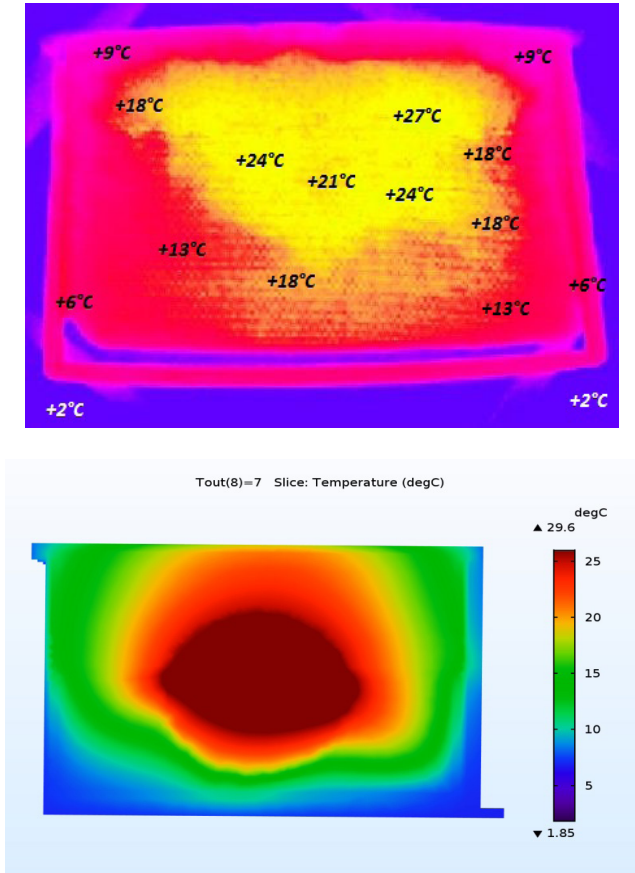 +9°C
+9°C
+18°C
+27°C
+24°C
+18°C
+21°C
+24°C
+18°C
+13°C
+18°C
+6°C
+6°C
+13°C
+2°C
+2°C
Tout(8)=7 Slice: Temperature (degC)
degC
▲ 29.6
25
20
15
10
5
▼ 1.85